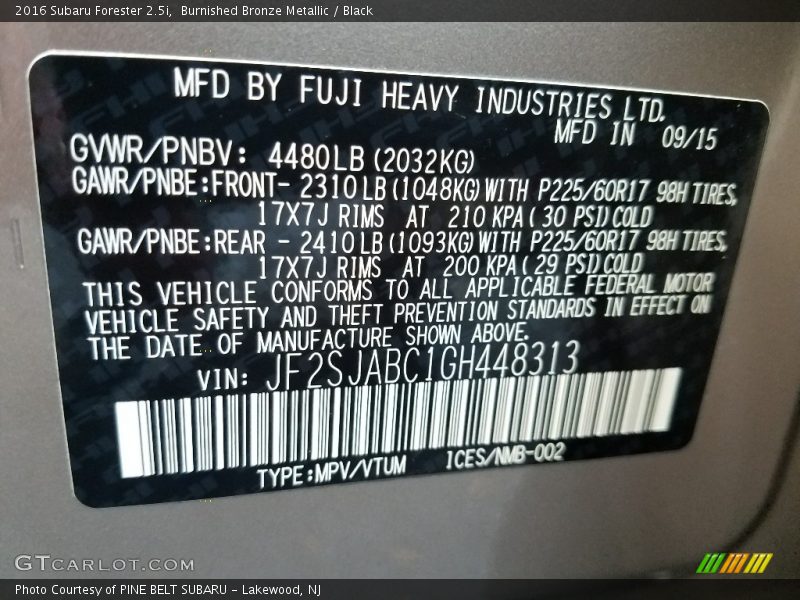 2016 Subaru Forester 2.5i,  Burnished Bronze Metallic / Black
MFD BY FUJI HEAVY INDUSTRIES LTD.
MFD IN 09/15
GVWR/PNBV: 4480LB (2032KG)
GAWR/PNBE:FRONT- 2310 LB (1048KG) WITH P225/60R17 98H TIRES,
17X7J RIMS AT 210 KPA ( 30 PSI) COLD
GAWR/PNBE:REAR - 2410 LB (1093KG) WITH P225/60R17 98H TIRES,
17X7J RIMS AT 200 KPA ( 29 PSI) COLD
THIS VEHICLE CONFORMS TO ALL APPLICABLE FEDERAL MOTOR
VEHICLE SAFETY AND THEFT PREVENTION STANDARDS IN EFFECT ON
THE DATE OF MANUFACTURE SHOWN ABOVE.
VIN: JF2SJABC1GH448313
TYPE:MPV/VTUM ICES/NMB-002
GTCARLOT.COM
Photo Courtesy of PINE BELT SUBARU - Lakewood, NJ